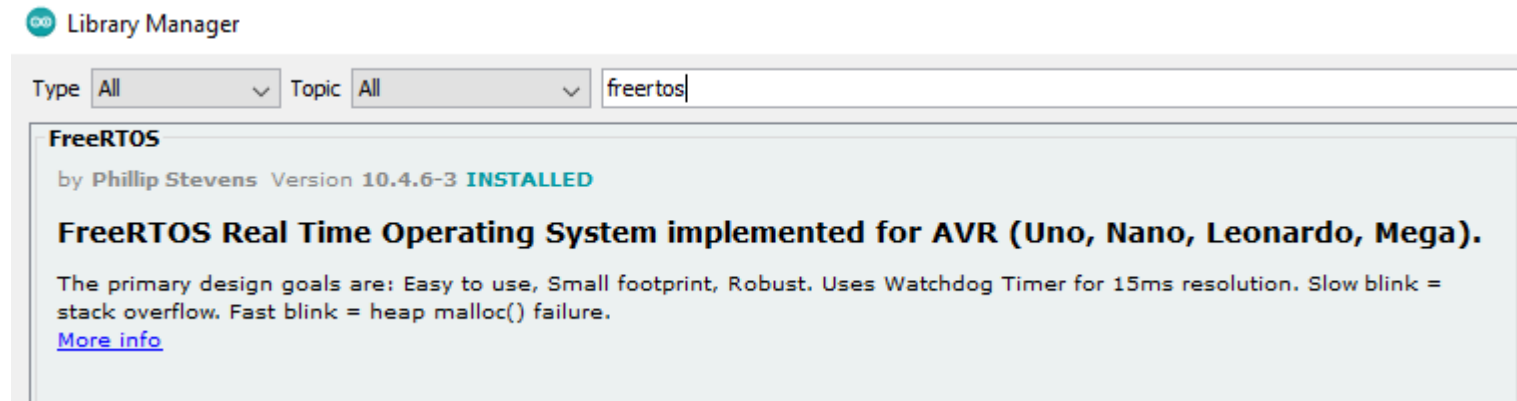 Library Manager
Type All Topic All freertos
FreeRTOS
by Phillip Stevens Version 10.4.6-3 INSTALLED
FreeRTOS Real Time Operating System implemented for AVR (Uno, Nano, Leonardo, Mega).
The primary design goals are: Easy to use, Small footprint, Robust. Uses Watchdog Timer for 15ms resolution. Slow blink =
stack overflow. Fast blink = heap malloc() failure.
More info